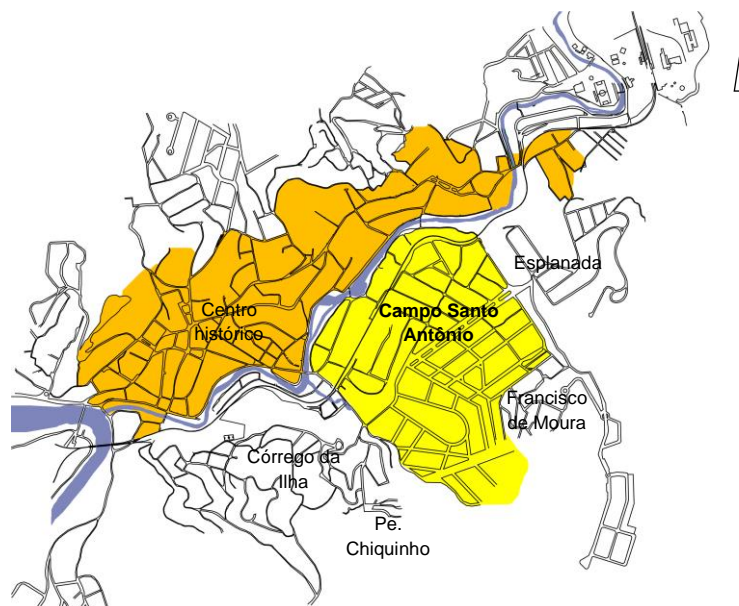 Esplanada
Centro
histórico
Campo Santo
Antônio
Francisco
de Moura
Córrego da
Ilha
Pe.
Chiquinho